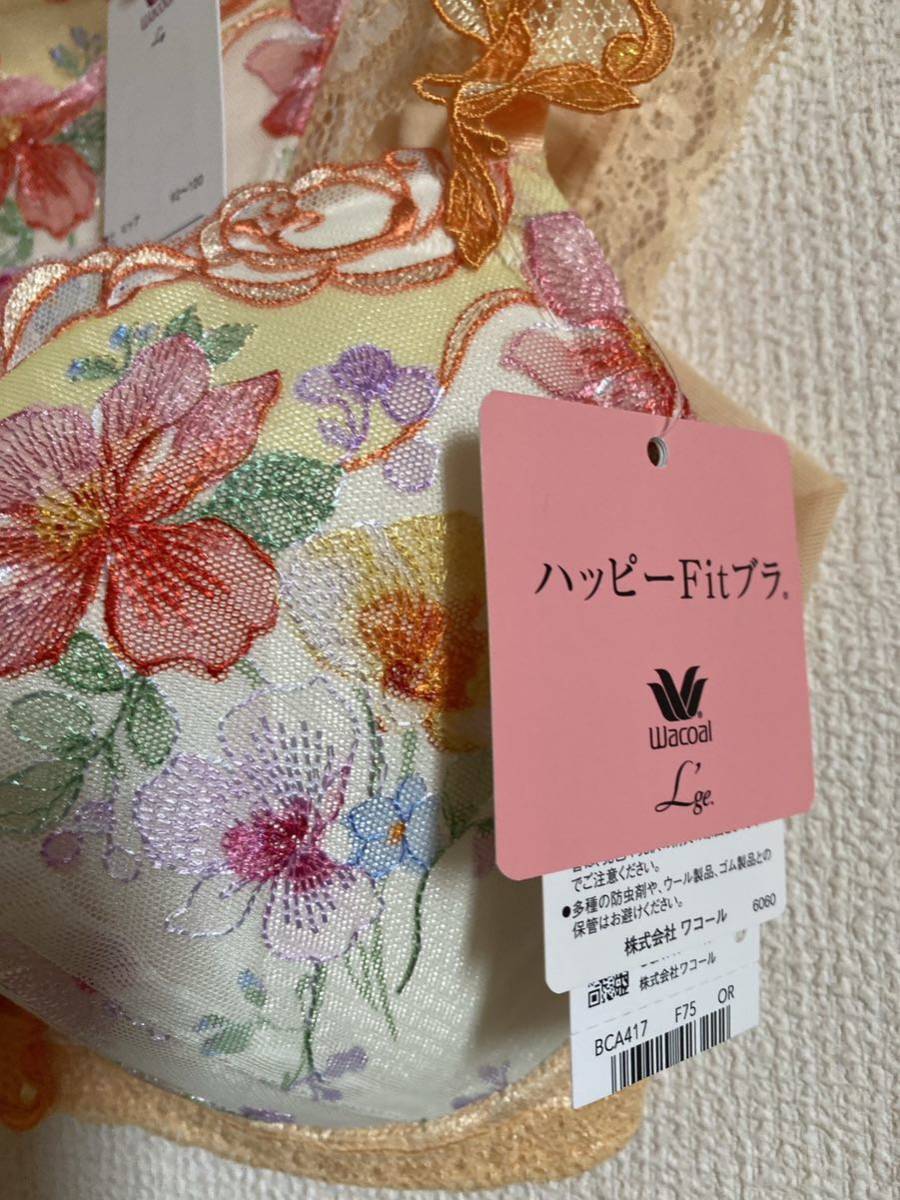 Wacoal
L
92~100
ハッピーFitブラ®
Wacoal
L'ge.
でご注意ください。
●多種の防虫剤や、ウール製品、ゴム製品との
保管はお避けください。
株式会社 ワコール 6060
株式会社ワコール
BCA417 F75 OR